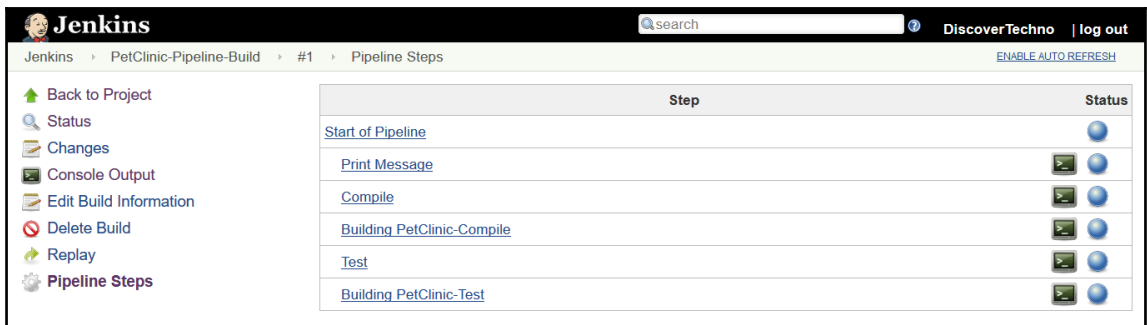 Jenkins
search
DiscoverTechno | log out
Jenkins PetClinic-Pipeline-Build #1 Pipeline Steps
ENABLE AUTO REFRESH
Back to Project
Status
Changes
Console Output
Edit Build Information
Delete Build
Replay
Pipeline Steps
Step Status
Start of Pipeline
Print Message
Compile
Building PetClinic-Compile
Test
Building PetClinic-Test